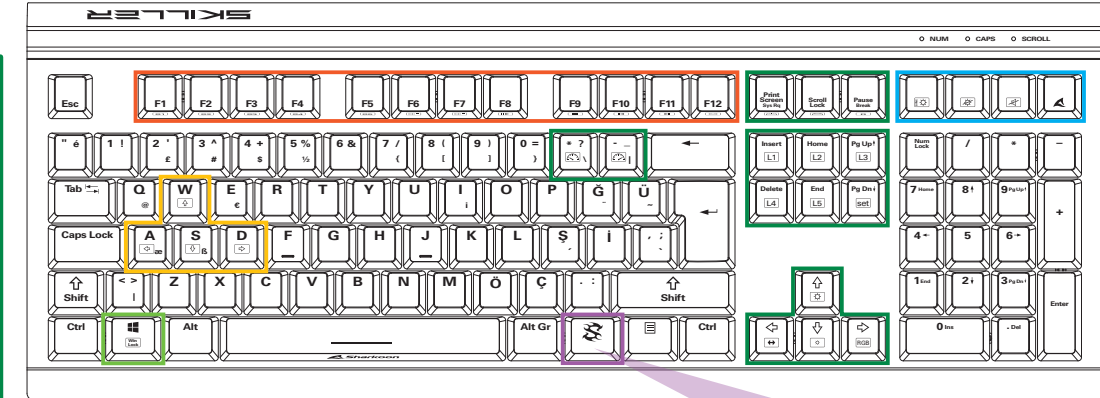 SKILLER
NUM CAPS SCROLL
Esc F1 F2 F3 F4 F5 F6 F7 F8 F9 F10 F11 F12 Print Screen Sys Rq Scroll Lock Pause Break
" é 1 ! 2 ' £ 3 ^ # 4 + $ 5 % ½ 6 & 7 / { 8 ( [ 9 ) ] 0 = } * ? \ - _ | Insert L1 Home L2 Pg Up L3 Num Lock / * −
Tab Q @ W E € R T Y U I i O P Ğ ¨ Ü ~ Delete L4 End L5 Pg Dn set 7 Home 8 9 PgUp +
Caps Lock A æ S ß D F G H J K L Ş ´ İ , ; ` 4 5 6
Shift < > | Z X C V B N M Ö Ç . : Shift 1 End 2 3 Pg Dn Enter
Ctrl Win Lock Alt Sharkoon Alt Gr Ctrl RGB 0 Ins . Del